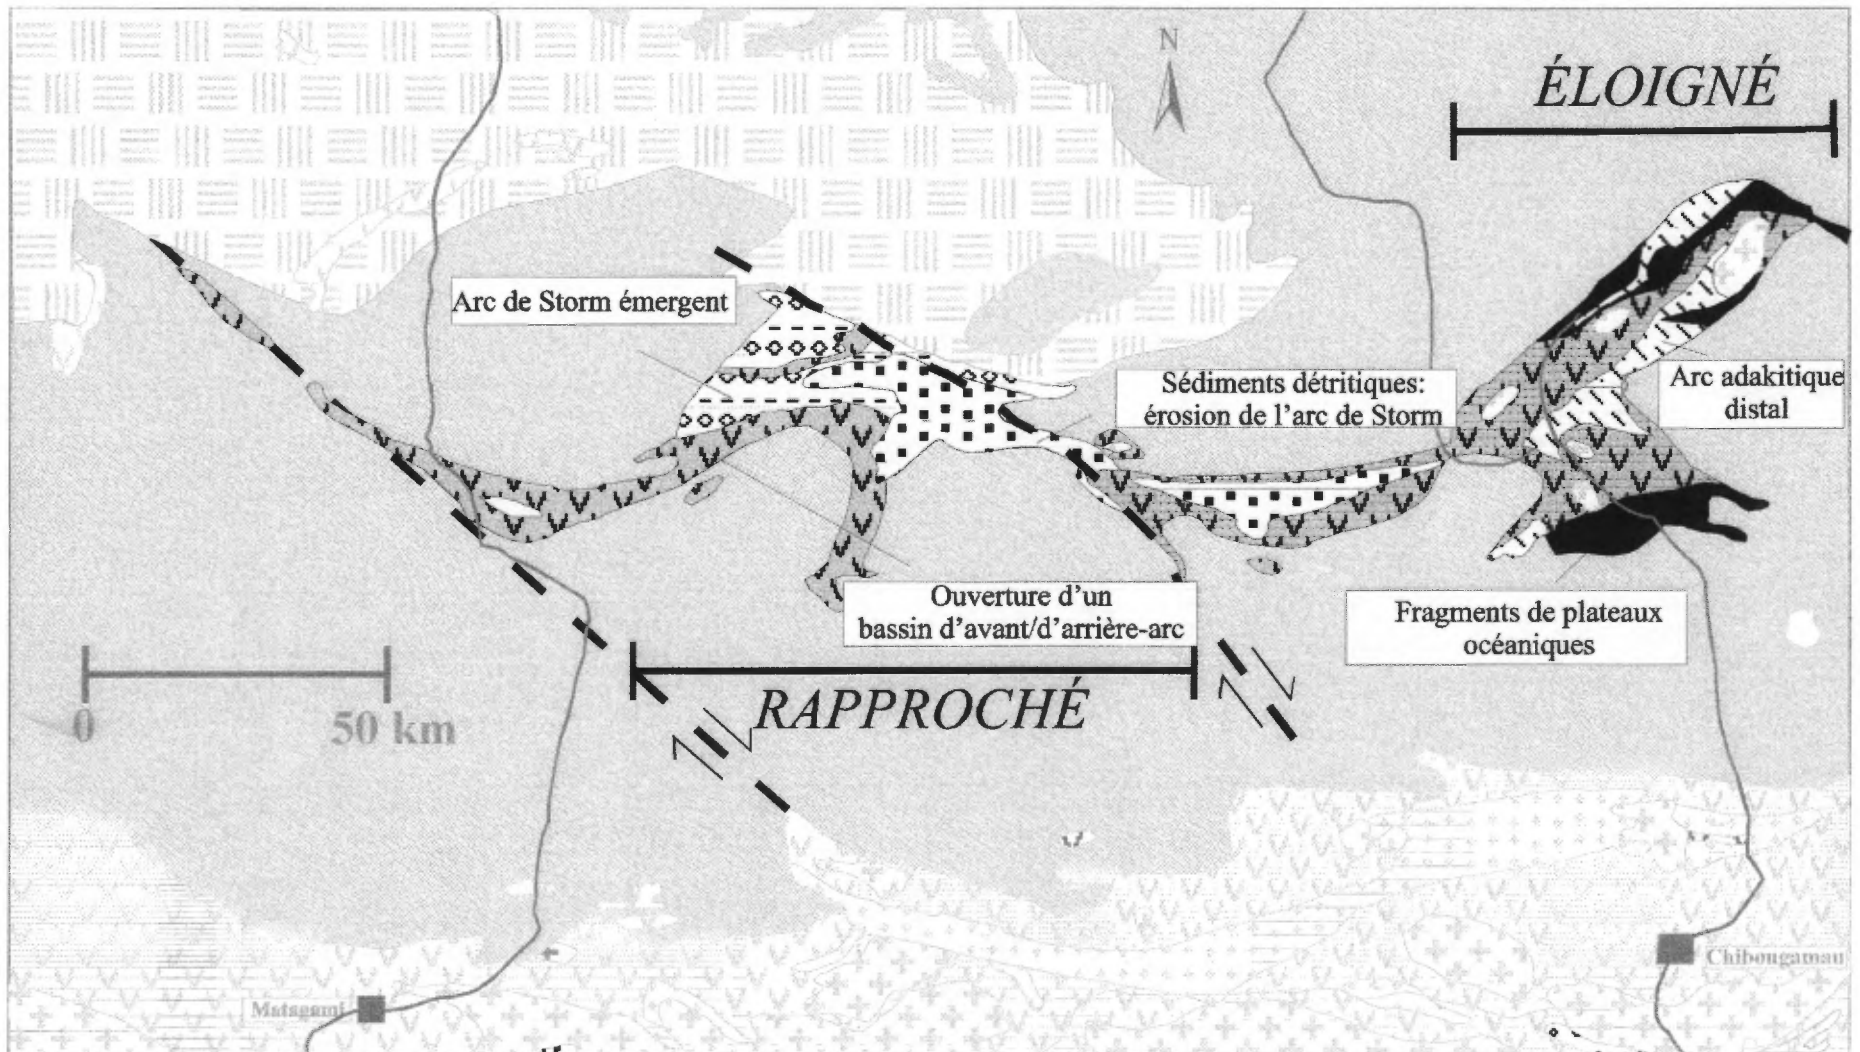 N
ÉLOIGNÉ
Arc de Storm émergent
Sédiments détritiques:
érosion de l'arc de Storm
Arc adakitique
distal
Ouverture d'un
bassin d'avant/d'arrière-arc
Fragments de plateaux
océaniques
RAPPROCHÉ
0
50 km
Chibougamau
Matagami